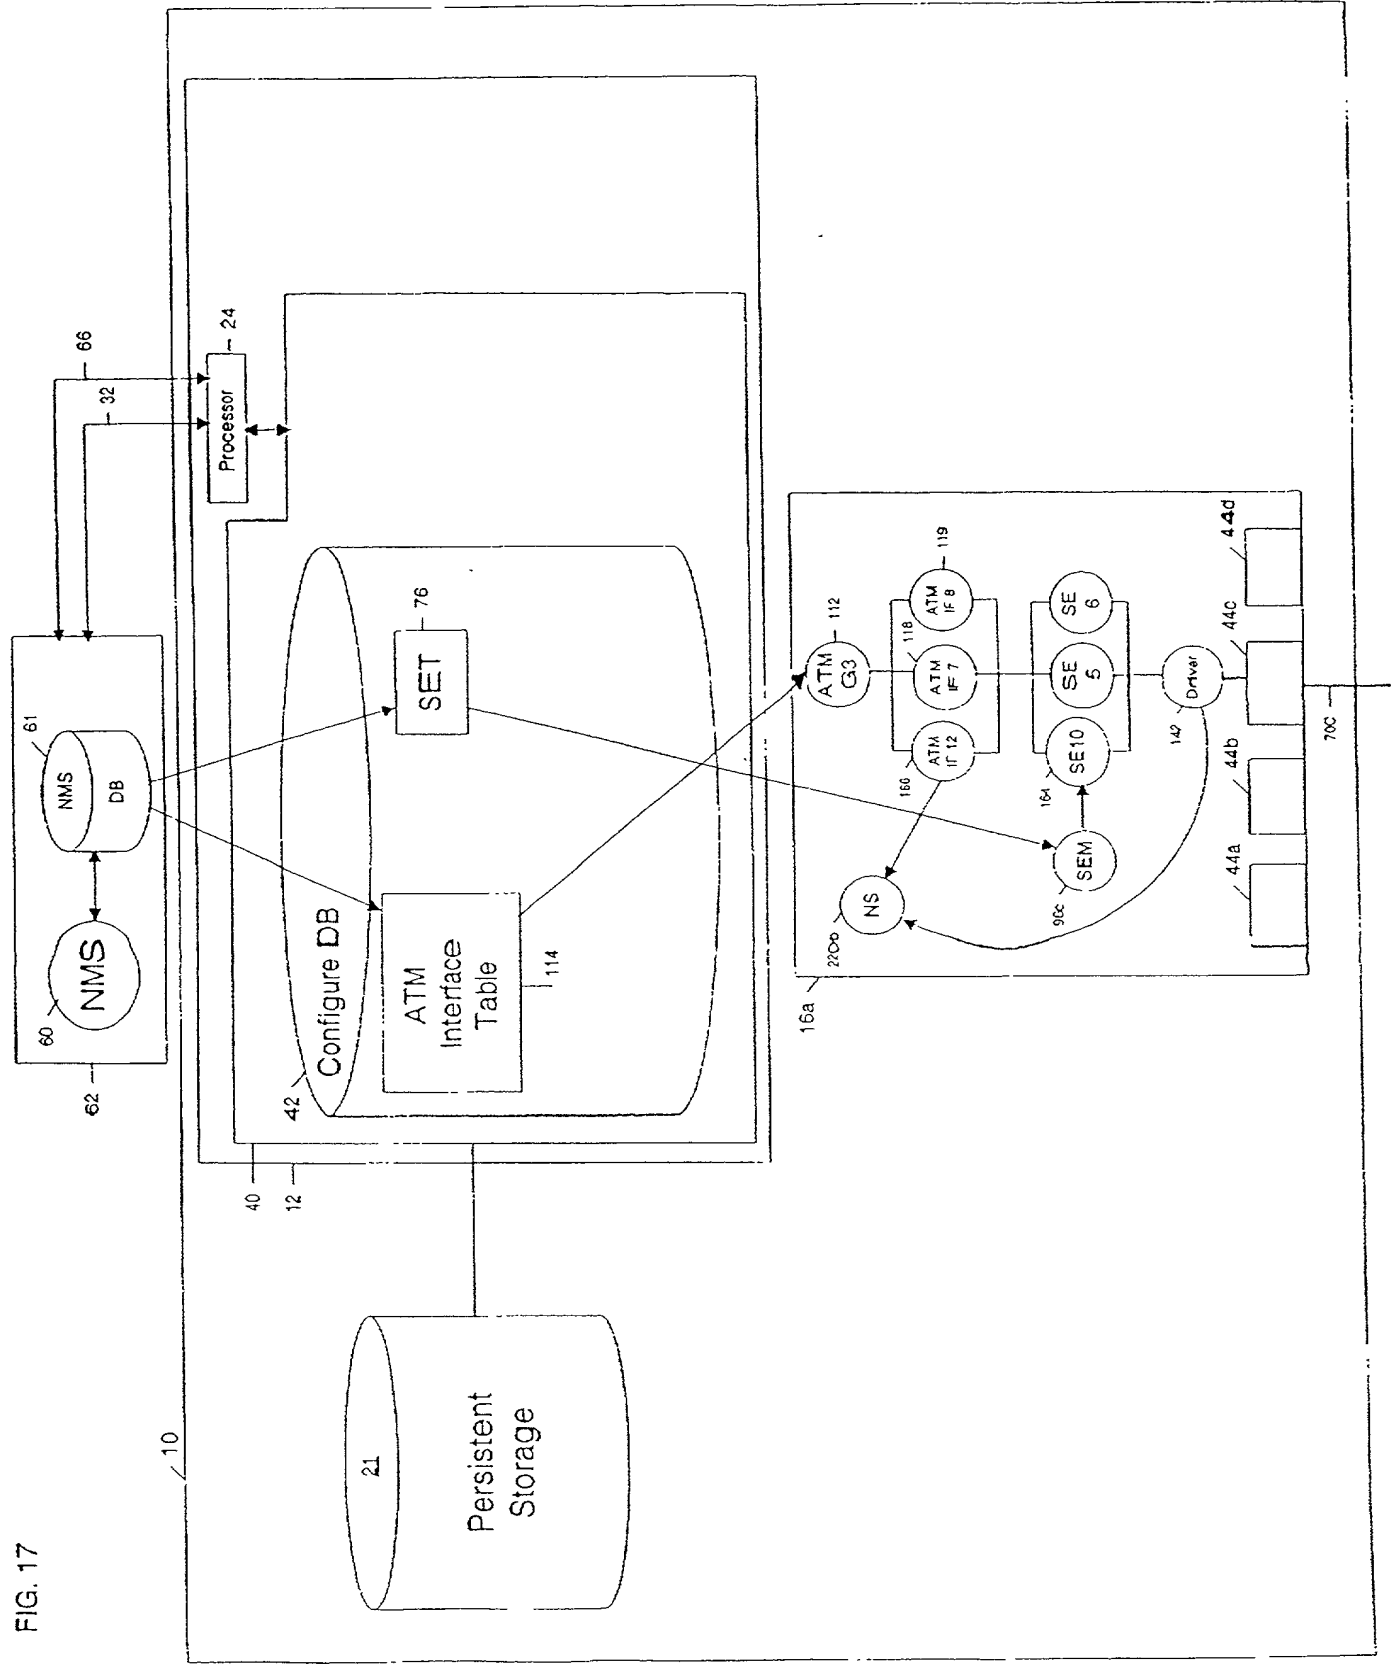 FIG. 17
10
62
60
NMS
61
NMS
DB
66
32
24
Processor
40
12
42
Configure DB
ATM
Interface
Table
114
SET
76
21
Persistent
Storage
16a
ATM
G3
112
ATM
IF 12
166
ATM
IF 7
118
ATM
IF 8
119
NS
220b
SEM
96c
SE10
164
SE
5
SE
6
Driver
142
44a
44b
44c
44d
70c